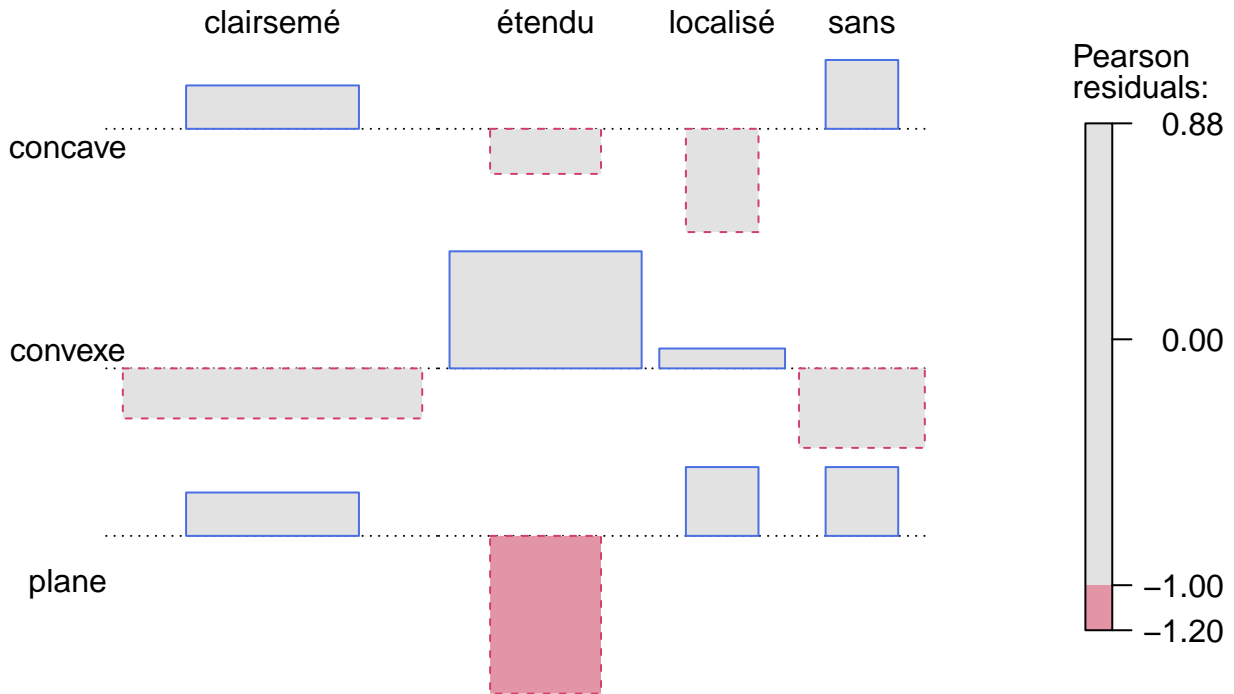 clairsemé étendu localisé sans
concave
convexe
plane
Pearson
residuals:
0.88
0.00
−1.00
−1.20